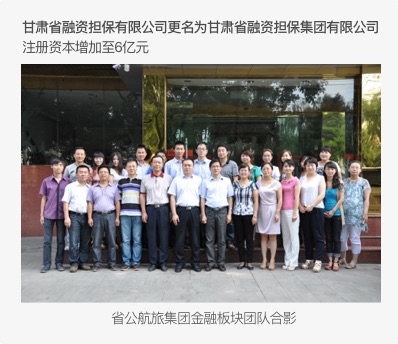 甘肃省融资担保有限公司更名为甘肃省融资担保集团有限公司
注册资本增加至6亿元
省公航旅集团金融板块团队合影